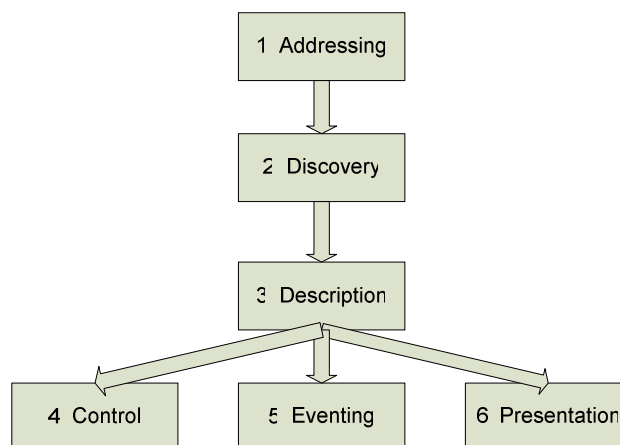 1 Addressing
2 Discovery
3 Description
4 Control
5 Eventing
6 Presentation